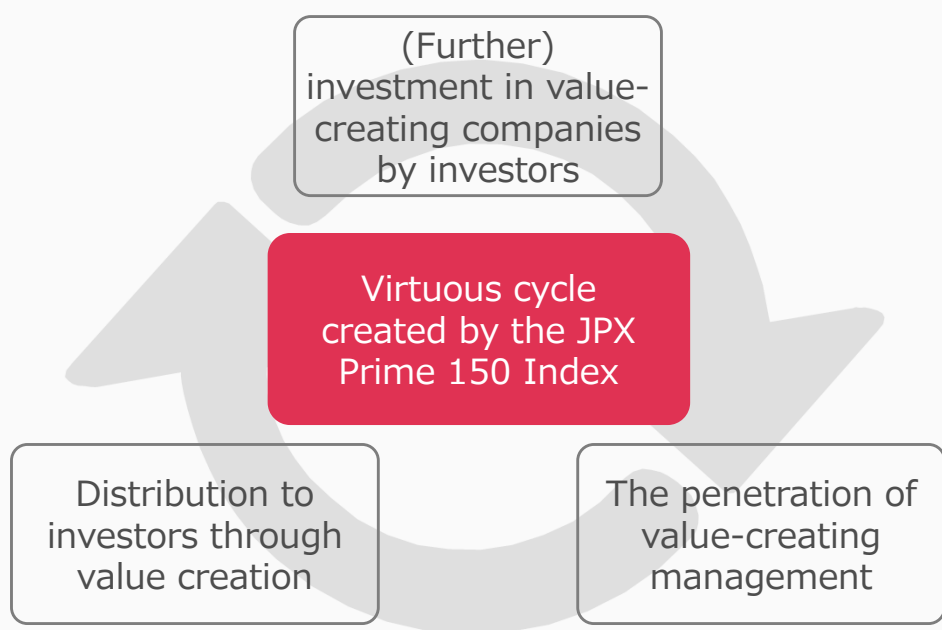 (Further)
investment in value-
creating companies
by investors
Virtuous cycle
created by the JPX
Prime 150 Index
Distribution to
investors through
value creation
The penetration of
value-creating
management